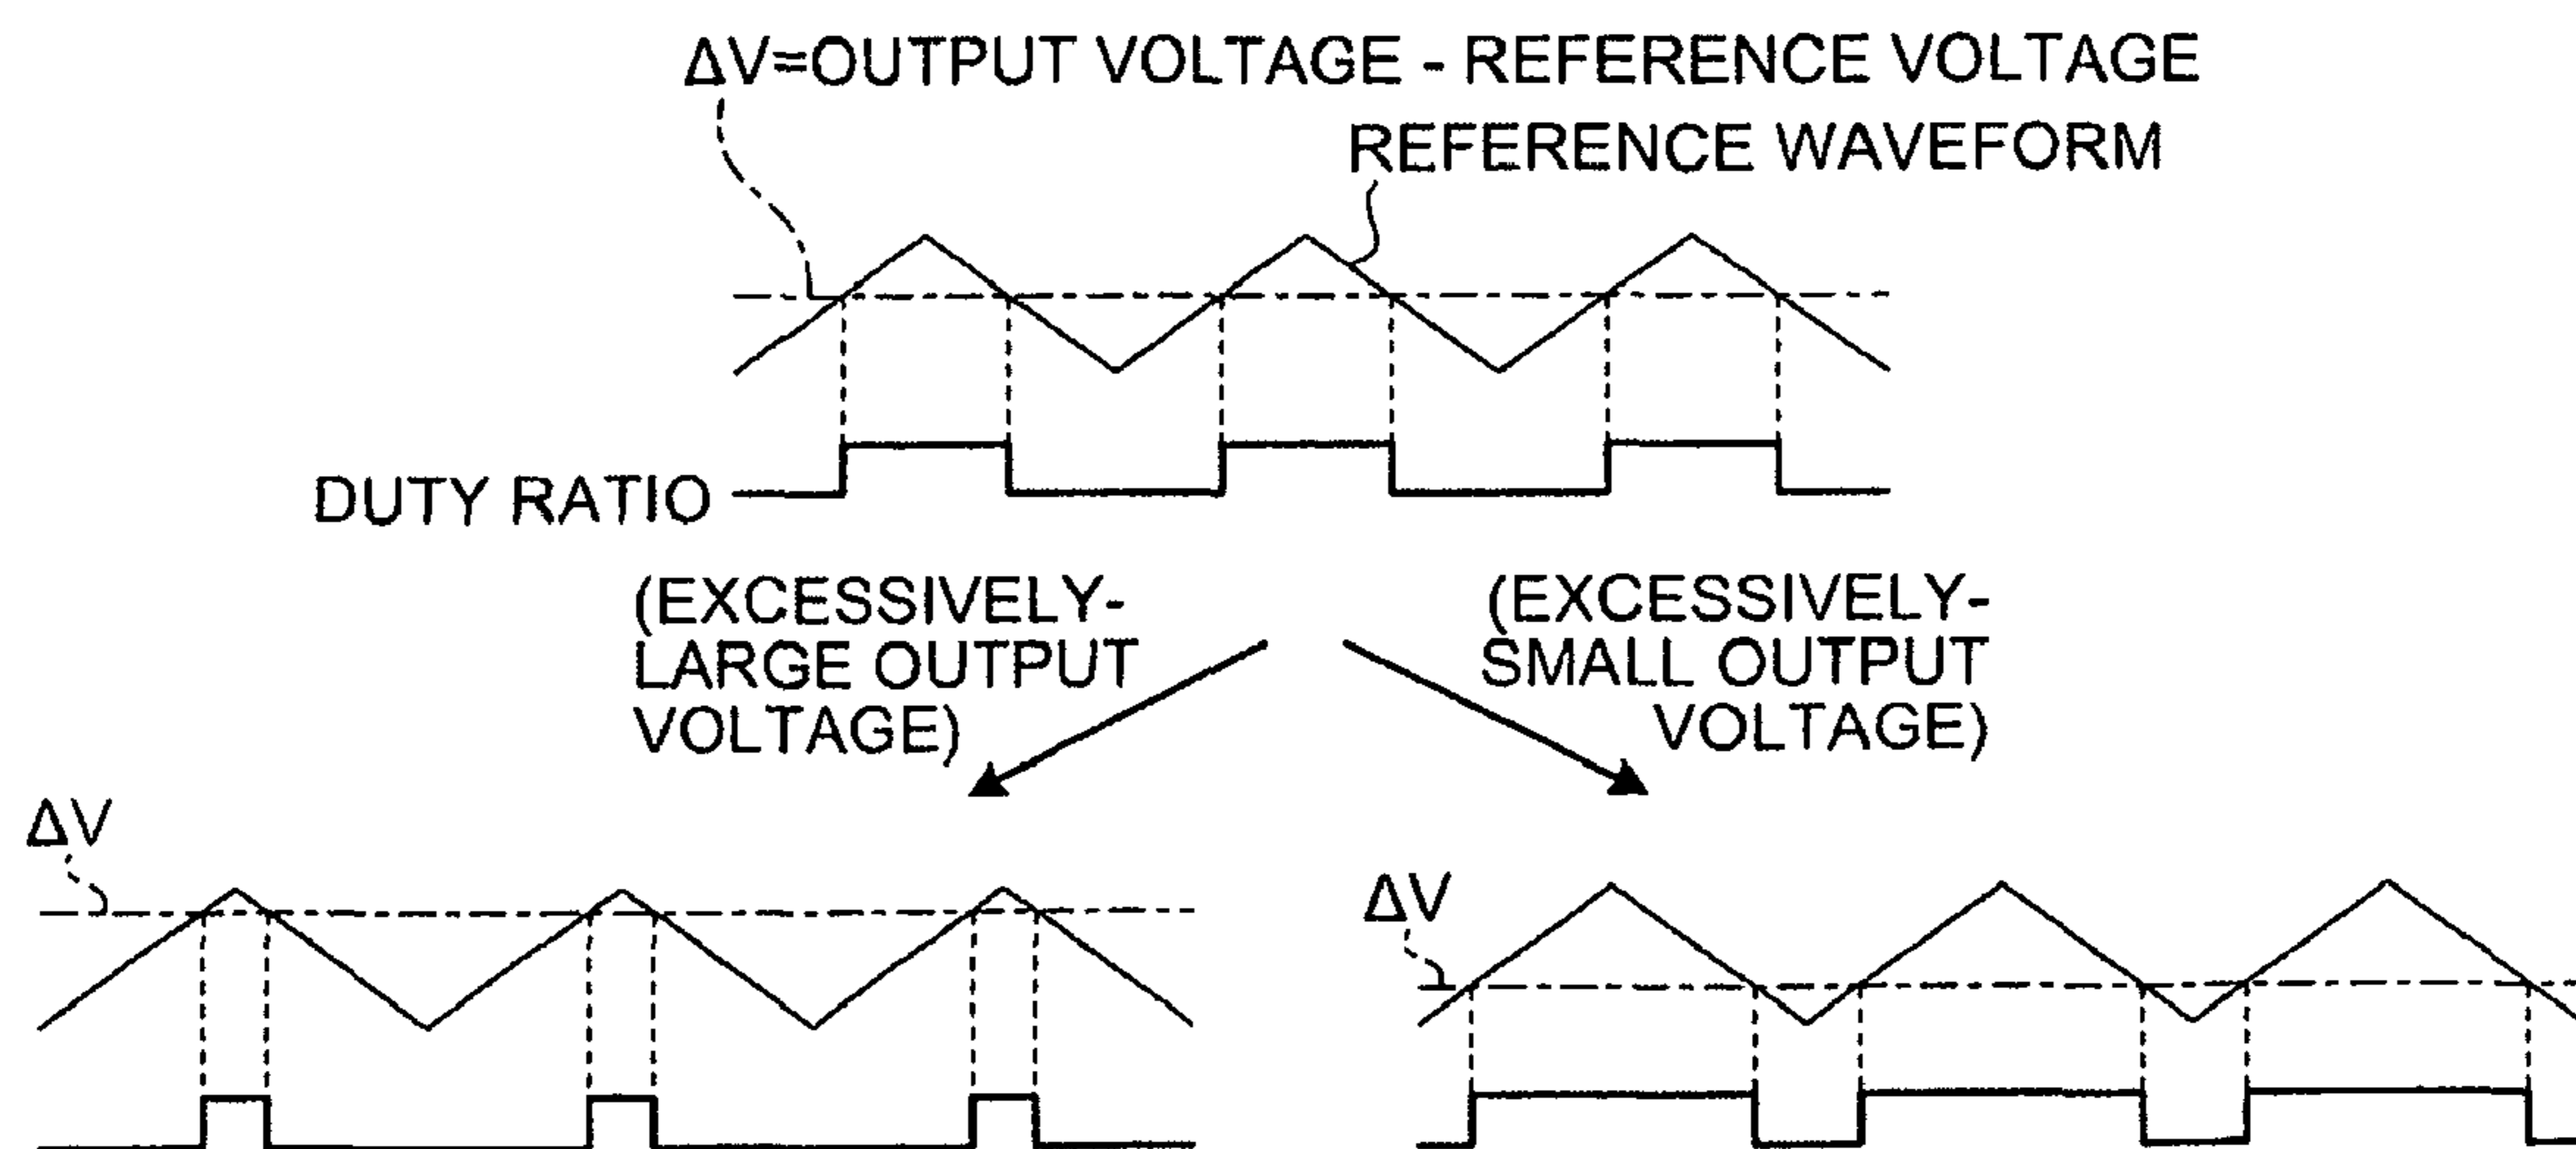 ΔV=OUTPUT VOLTAGE - REFERENCE VOLTAGE
REFERENCE WAVEFORM
DUTY RATIO
(EXCESSIVELY-
LARGE OUTPUT
VOLTAGE)
(EXCESSIVELY-
SMALL OUTPUT
VOLTAGE)
ΔV
ΔV